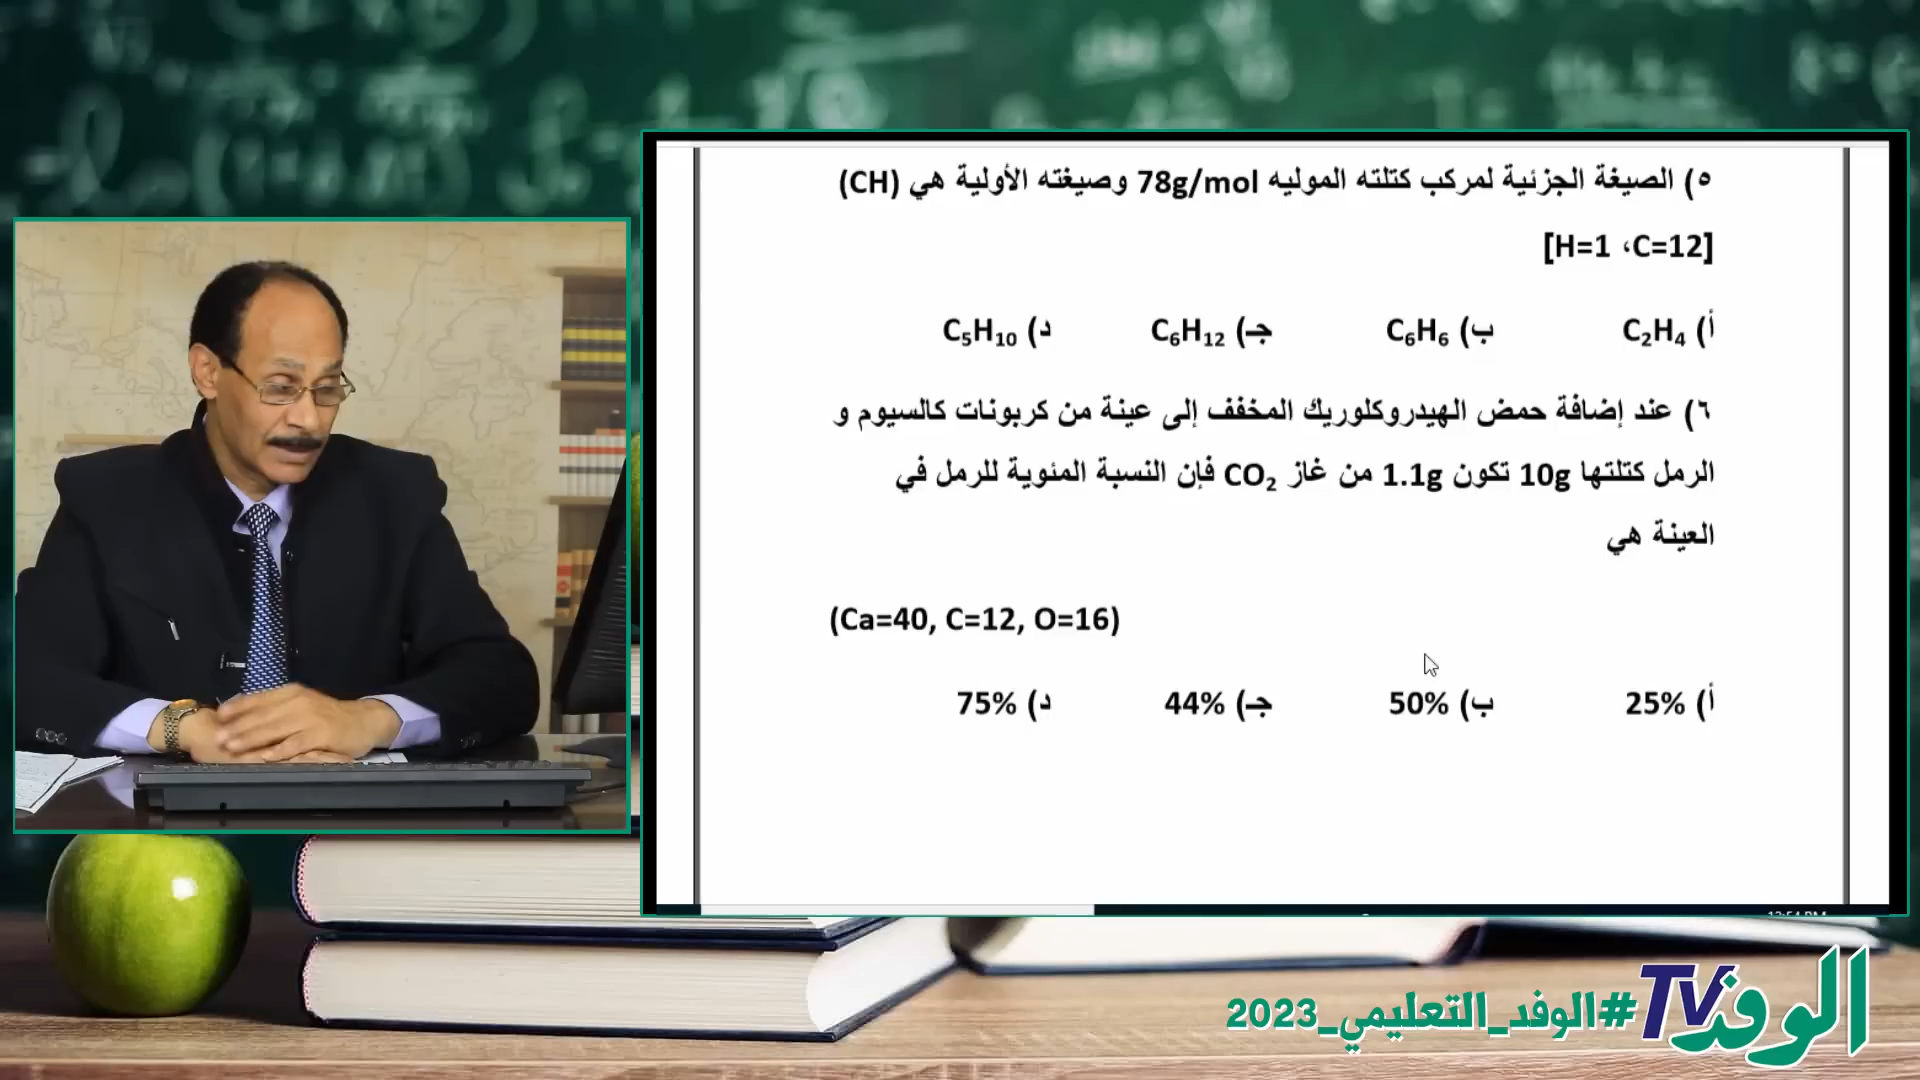 ٥) الصيغة الجزئية لمركب كتلته الموليه 78g/mol وصيغته الأولية هي (CH)
[H=1 ،C=12]
أ) C₂H₄ ب) C₆H₆ جـ) C₆H₁₂ د) C₅H₁₀
٦) عند إضافة حمض الهيدروكلوريك المخفف إلى عينة من كربونات كالسيوم و
الرمل كتلتها 10g تكون 1.1g من غاز CO₂ فإن النسبة المئوية للرمل في
العينة هي
(Ca=40, C=12, O=16)
أ) 25% ب) 50% جـ) 44% د) 75%
#الوفد_التعليمي_2023
الوفد TV